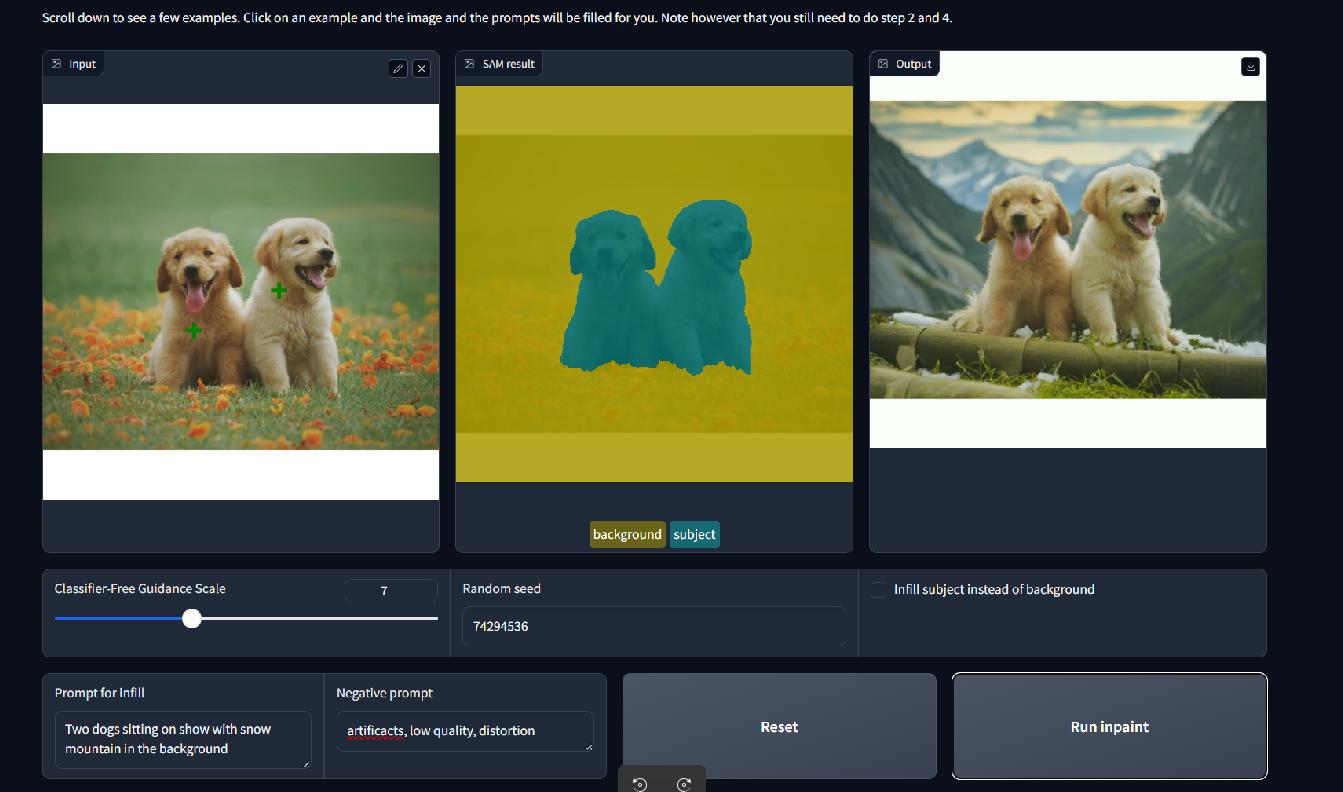 Scroll down to see a few examples. Click on an example and the image and the prompts will be filled for you. Note however that you still need to do step 2 and 4.
Input
SAM result
Output
background subject
Classifier-Free Guidance Scale
7
Random seed
74294536
Infill subject instead of background
Prompt for infill
Two dogs sitting on show with snow
mountain in the background
Negative prompt
artificacts, low quality, distortion
Reset
Run inpaint